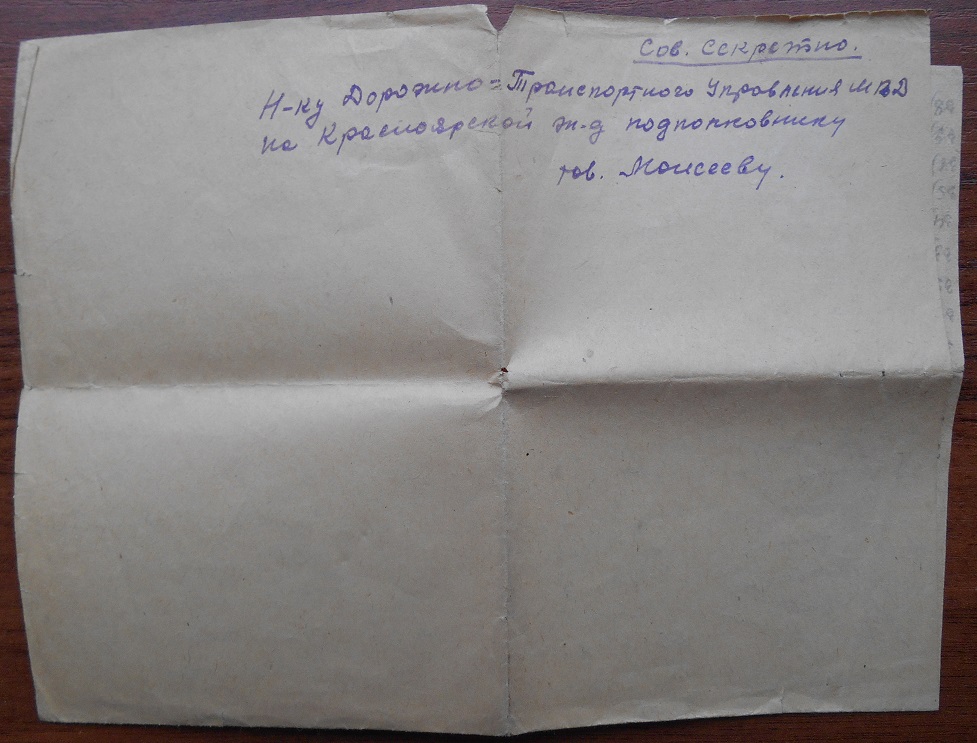 Сов. Секретно.
Н-ку Дорожно=Транспортного Управления МВД
на Красноярской ж-д подполковнику
тов. Моисееву.